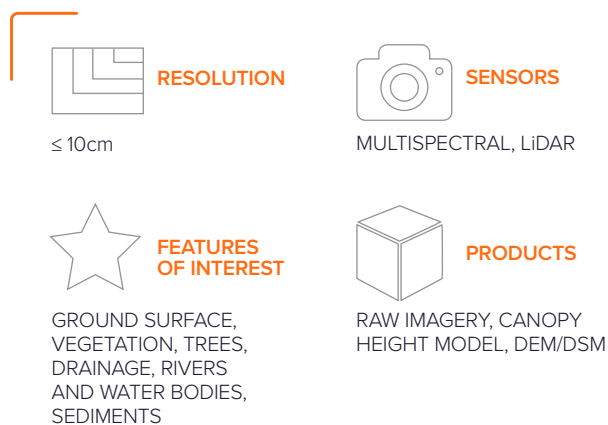 RESOLUTION
≤ 10cm
SENSORS
MULTISPECTRAL, LiDAR
FEATURES
OF INTEREST
GROUND SURFACE,
VEGETATION, TREES,
DRAINAGE, RIVERS
AND WATER BODIES,
SEDIMENTS
PRODUCTS
RAW IMAGERY, CANOPY
HEIGHT MODEL, DEM/DSM